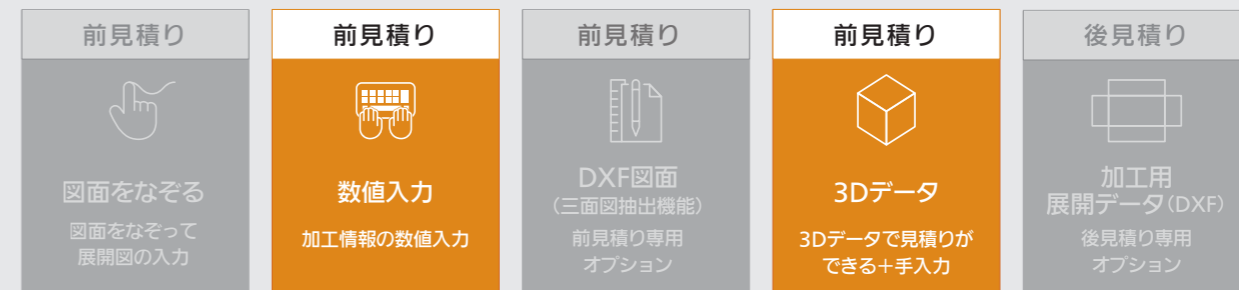 前見積り
図面をなぞる
図面をなぞって
展開図の入力
前見積り
数値入力
加工情報の数値入力
前見積り
DXF図面
（三面図抽出機能）
前見積り専用
オプション
前見積り
3Dデータ
3Dデータで見積りが
できる＋手入力
後見積り
加工用
展開データ（DXF）
後見積り専用
オプション